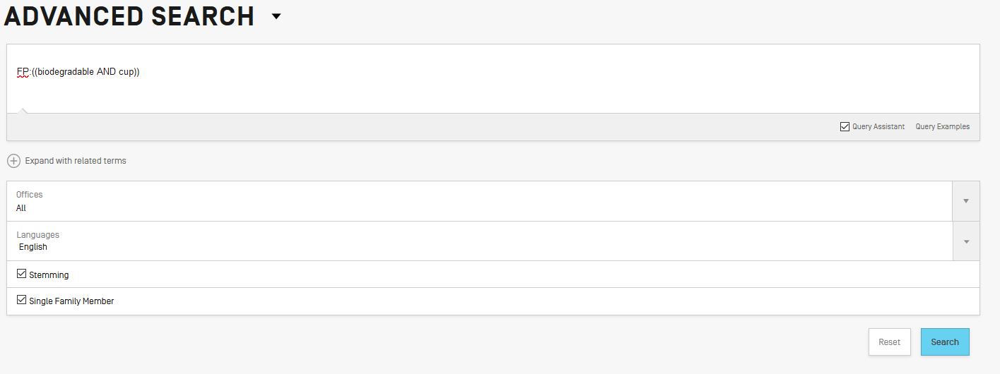 ADVANCED SEARCH
FP:((biodegradable AND cup))
Query Assistant Query Examples
Expand with related terms
Offices
All
Languages
English
Stemming
Single Family Member
Reset Search